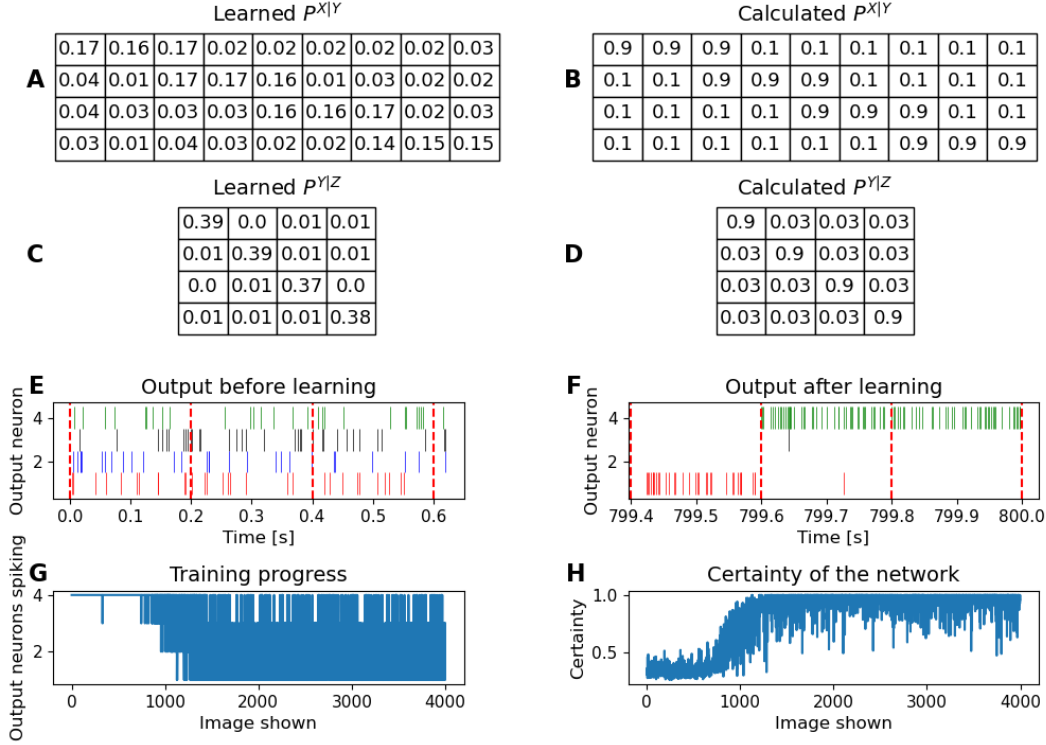 Learned P^{X|Y}
A
0.17 0.16 0.17 0.02 0.02 0.02 0.02 0.02 0.03
0.04 0.01 0.17 0.17 0.16 0.01 0.03 0.02 0.02
0.04 0.03 0.03 0.03 0.16 0.16 0.17 0.02 0.03
0.03 0.01 0.04 0.03 0.02 0.02 0.14 0.15 0.15
Calculated P^{X|Y}
B
0.9 0.9 0.9 0.1 0.1 0.1 0.1 0.1 0.1
0.1 0.1 0.9 0.9 0.9 0.1 0.1 0.1 0.1
0.1 0.1 0.1 0.1 0.9 0.9 0.9 0.1 0.1
0.1 0.1 0.1 0.1 0.1 0.1 0.9 0.9 0.9
Learned P^{Y|Z}
C
0.39 0.0 0.01 0.01
0.01 0.39 0.01 0.01
0.0 0.01 0.37 0.0
0.01 0.01 0.01 0.38
Calculated P^{Y|Z}
D
0.9 0.03 0.03 0.03
0.03 0.9 0.03 0.03
0.03 0.03 0.9 0.03
0.03 0.03 0.03 0.9
E
Output before learning
Output neuron
4
2
0.0 0.1 0.2 0.3 0.4 0.5 0.6
Time [s]
F
Output after learning
Output neuron
4
2
799.4 799.5 799.6 799.7 799.8 799.9 800.0
Time [s]
G
Training progress
Output neurons spiking
4
2
0 1000 2000 3000 4000
Image shown
H
Certainty of the network
Certainty
1.0
0.5
0 1000 2000 3000 4000
Image shown